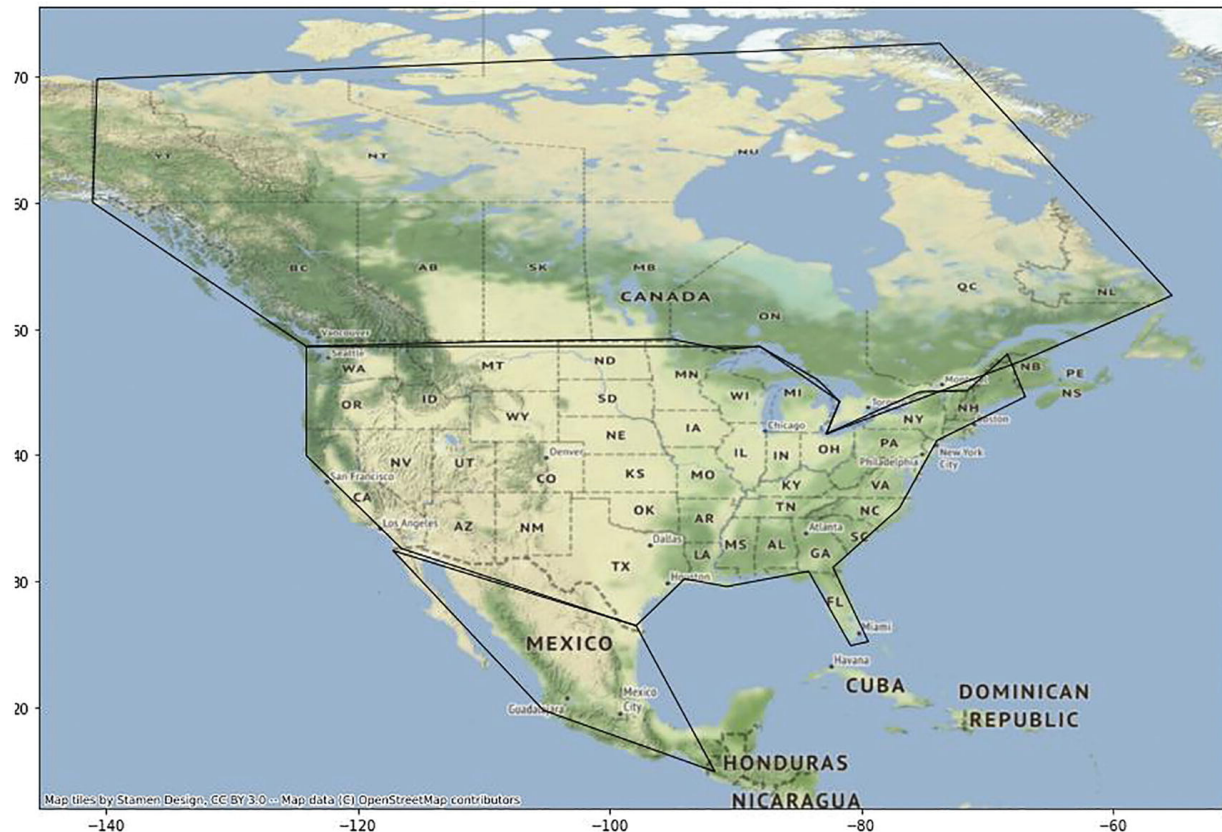 70
NU
YT
NT
60
BC
AB
SK
MB
QC
NL
CANADA
ON
50
Vancouver
Seattle
WA
MT
ND
MN
NB
PE
NS
OR
ID
SD
WI
MI
NH
WY
IA
NY
Chicago
NE
IL
IN
OH
PA
40
NV
UT
Denver
CO
KS
MO
KY
VA
Philadelphia
New York
City
San Francisco
CA
OK
AR
TN
NC
Los Angeles
AZ
NM
Dallas
MS
AL
Atlanta
GA
SC
LA
TX
30
Houston
FL
Miami
MEXICO
Havana
CUBA
DOMINICAN
REPUBLIC
Mexico
City
20
Guadalajara
HONDURAS
NICARAGUA
Map tiles by Stamen Design, CC BY 3.0 -- Map data (C) OpenStreetMap contributors
−140
−120
−100
−80
−60